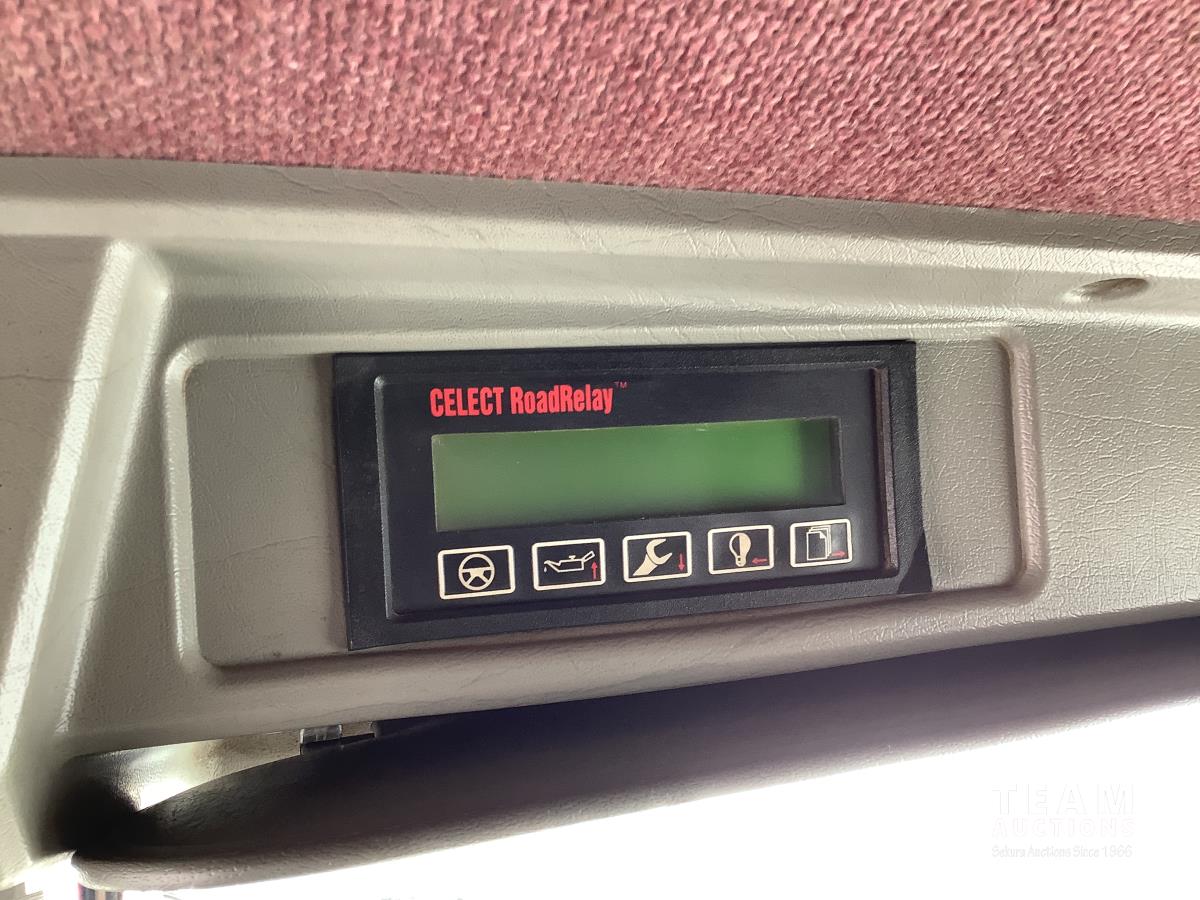 CELECT RoadRelay™
TEAM
AUCTIONS
Sekura Auctions Since 1966